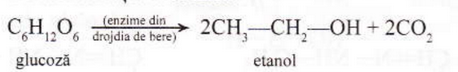 C₆H₁₂O₆ (enzime din drojdia de bere) → 2CH₃—CH₂—OH + 2CO₂
glucoză etanol